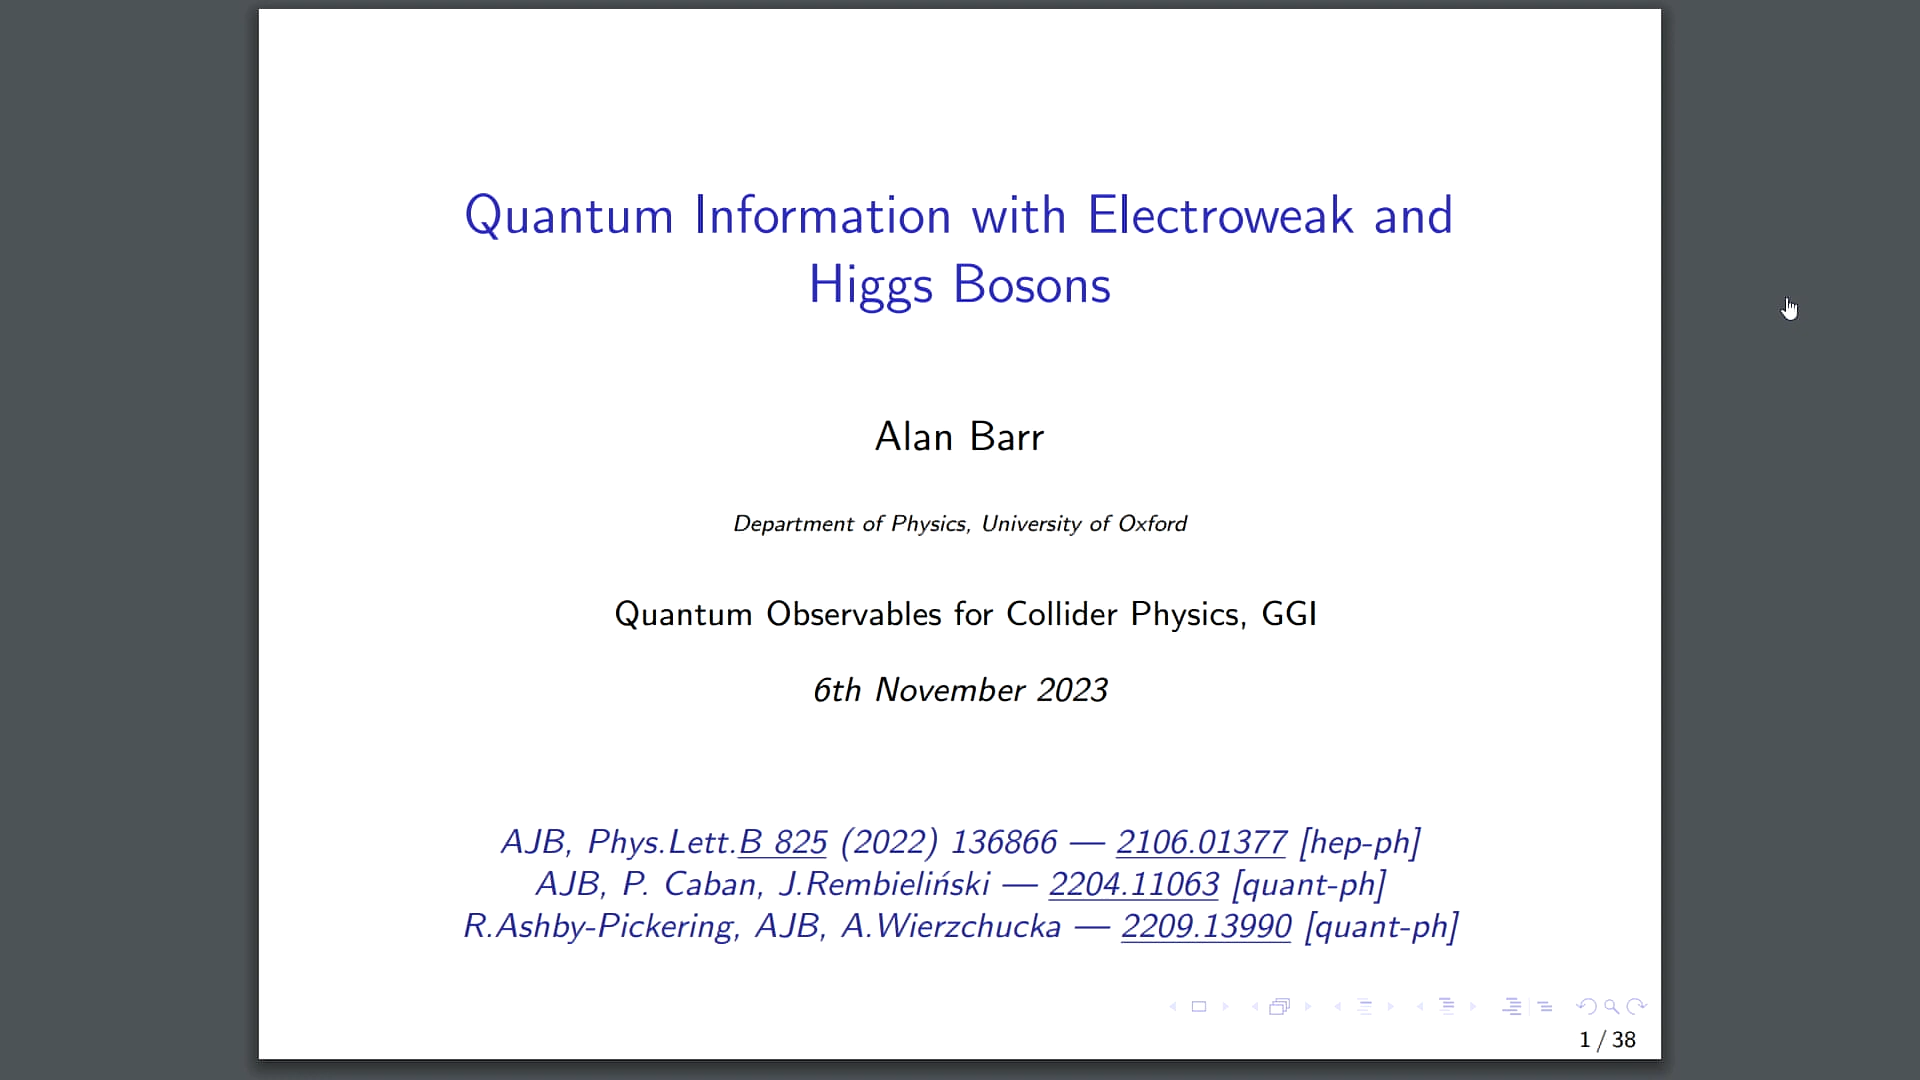 Quantum Information with Electroweak and
Higgs Bosons
Alan Barr
Department of Physics, University of Oxford
Quantum Observables for Collider Physics, GGI
6th November 2023
AJB, Phys.Lett.B 825 (2022) 136866 — 2106.01377 [hep-ph]
AJB, P. Caban, J.Rembieliński — 2204.11063 [quant-ph]
R.Ashby-Pickering, AJB, A.Wierzchucka — 2209.13990 [quant-ph]
1 / 38